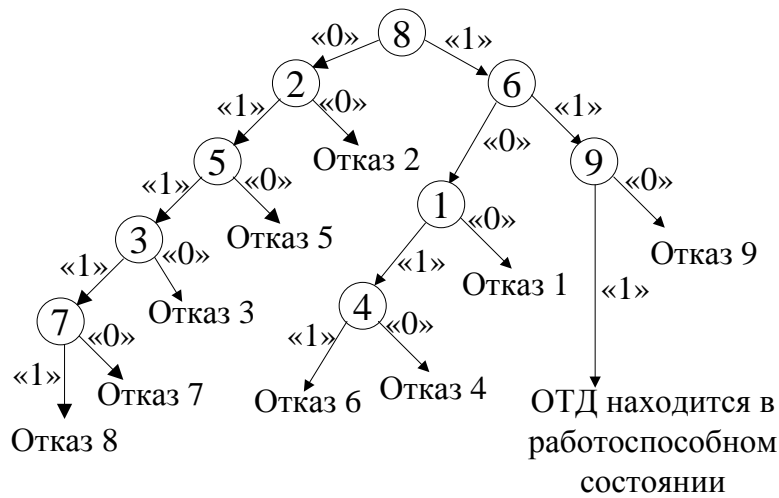 8
«0»
«1»
2
6
«1»
«0»
«0»
«1»
5
Отказ 2
9
«1»
«0»
1
«0»
«0»
3
Отказ 5
Отказ 9
«1»
«0»
«1»
Отказ 1
«1»
7
Отказ 3
4
«1»
«0»
«1»
«0»
Отказ 7
Отказ 6
Отказ 4
Отказ 8
ОТД находится в
работоспособном
состоянии